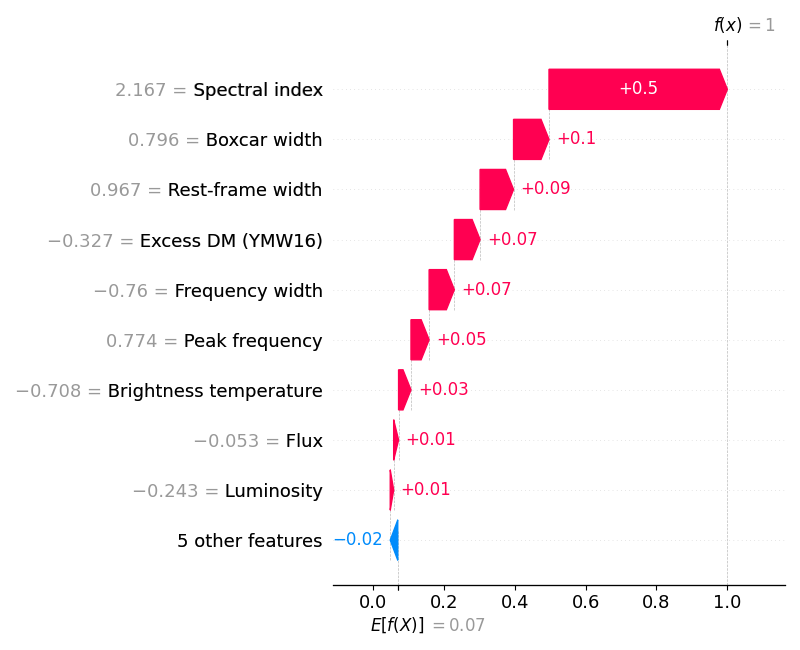 f(x) = 1
2.167 = Spectral index
+0.5
0.796 = Boxcar width
+0.1
0.967 = Rest-frame width
+0.09
−0.327 = Excess DM (YMW16)
+0.07
−0.76 = Frequency width
+0.07
0.774 = Peak frequency
+0.05
−0.708 = Brightness temperature
+0.03
−0.053 = Flux
+0.01
−0.243 = Luminosity
+0.01
5 other features
−0.02
0.0 0.2 0.4 0.6 0.8 1.0
E[f(X)] = 0.07